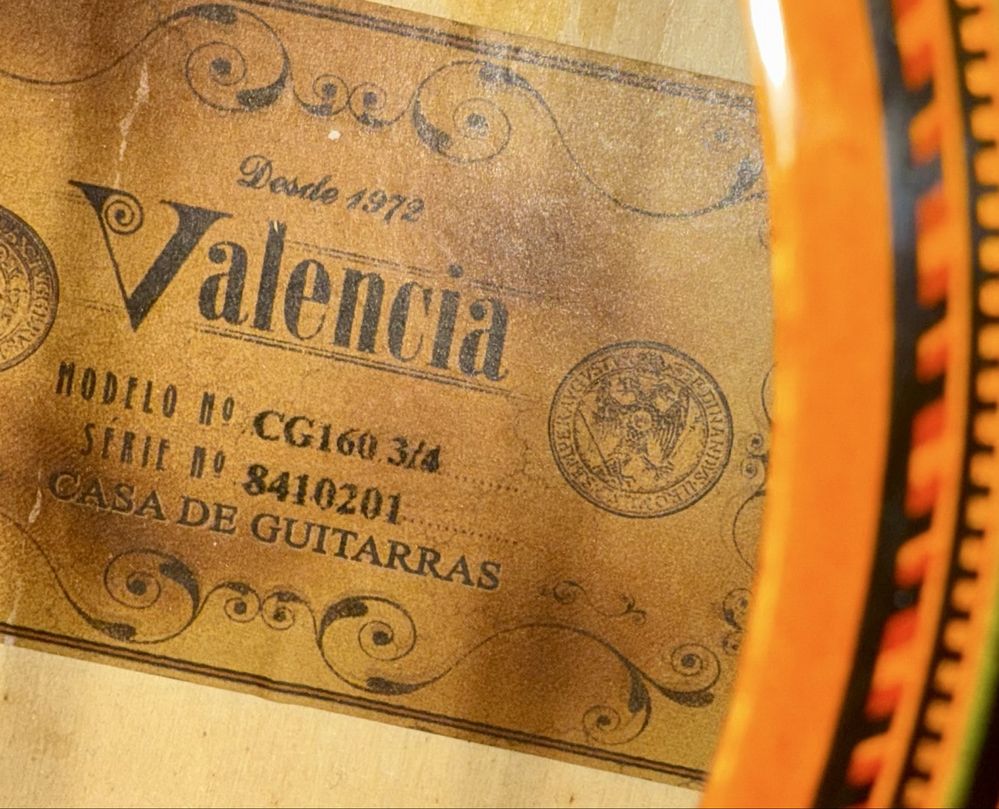 Desde 1972
Valencia
MODELO Nº CG160 3/4
SERIE Nº 8410201
CASA DE GUITARRAS